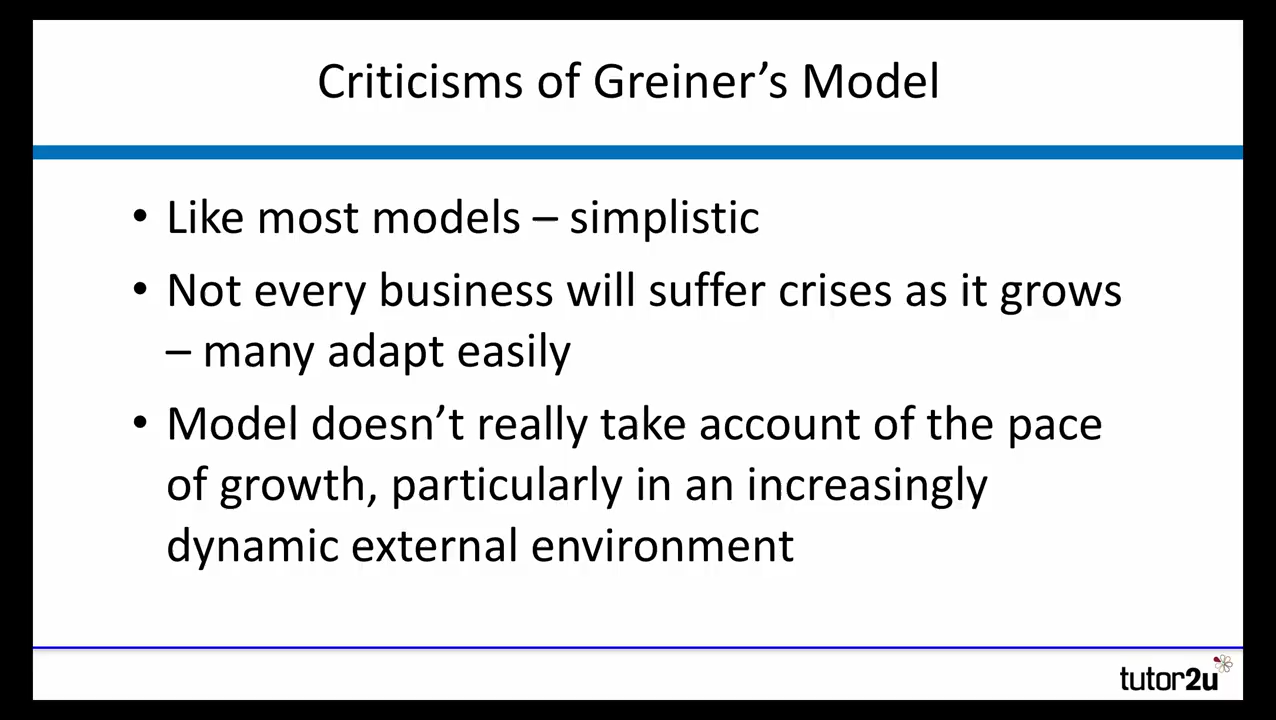 Criticisms of Greiner’s Model
• Like most models – simplistic
• Not every business will suffer crises as it grows
– many adapt easily
• Model doesn’t really take account of the pace
of growth, particularly in an increasingly
dynamic external environment
tutor2u